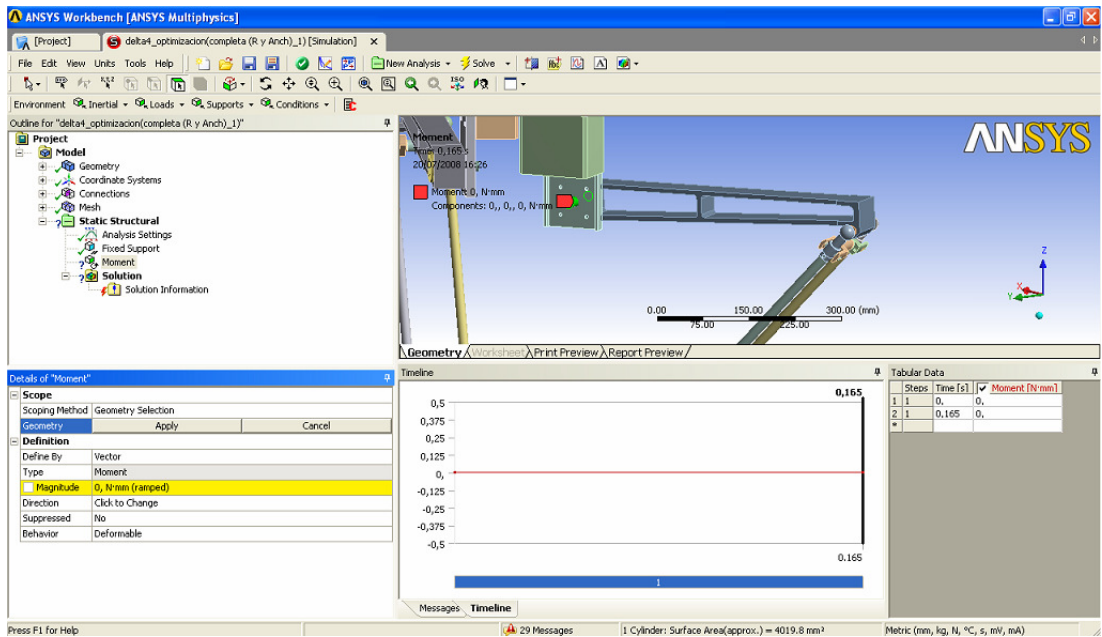 ANSYS Workbench [ANSYS Multiphysics]
[Project]
delta4_optimizacion(completa (R y Anch)_1) [Simulation]
File Edit View Units Tools Help
New Analysis
Solve
Environment Inertial Loads Supports Conditions
Outline for "delta4_optimizacion(completa (R y Anch)_1)"
Project
Model
Geometry
Coordinate Systems
Connections
Mesh
Static Structural
Analysis Settings
Fixed Support
Moment
Solution
Solution Information
Moment
Time: 0,165 s
20/07/2008 16:26
Moment: 0, N·mm
Components: 0,, 0,, 0, N·mm
ANSYS
Z
X
Y
0.00 150.00 300.00 (mm)
75.00 225.00
Geometry Worksheet Print Preview Report Preview
Details of "Moment"
Scope
Scoping Method Geometry Selection
Geometry Apply Cancel
Definition
Define By Vector
Type Moment
Magnitude 0, N·mm (ramped)
Direction Click to Change
Suppressed No
Behavior Deformable
Timeline
0,165
0,5
0,375
0,25
0,125
0,
-0,125
-0,25
-0,375
-0,5
0.165
1
Messages Timeline
Tabular Data
Steps Time [s] Moment [N·mm]
1 1 0, 0,
2 1 0,165 0,
*
Press F1 for Help
29 Messages
1 Cylinder: Surface Area(approx.) = 4019.8 mm²
Metric (mm, kg, N, °C, s, mV, mA)